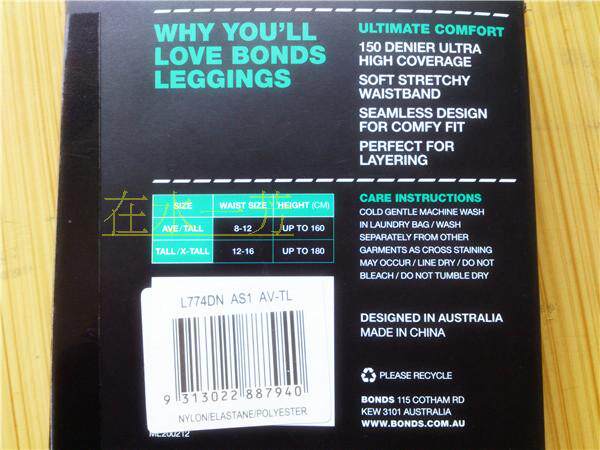 WHY YOU'LL
LOVE BONDS
LEGGINGS
ULTIMATE COMFORT
150 DENIER ULTRA
HIGH COVERAGE
SOFT STRETCHY
WAISTBAND
SEAMLESS DESIGN
FOR COMFY FIT
PERFECT FOR
LAYERING
SIZE WAIST SIZE HEIGHT (CM)
AVE/TALL 8-12 UP TO 160
TALL/X-TALL 12-16 UP TO 180
在水一方
CARE INSTRUCTIONS
COLD GENTLE MACHINE WASH
IN LAUNDRY BAG / WASH
SEPARATELY FROM OTHER
GARMENTS AS CROSS STAINING
MAY OCCUR / LINE DRY / DO NOT
BLEACH / DO NOT TUMBLE DRY
L774DN AS1 AV-TL
9 313022 887940
NYLON/ELASTANE/POLYESTER
ME200212
DESIGNED IN AUSTRALIA
MADE IN CHINA
PLEASE RECYCLE
BONDS 115 COTHAM RD
KEW 3101 AUSTRALIA
WWW.BONDS.COM.AU